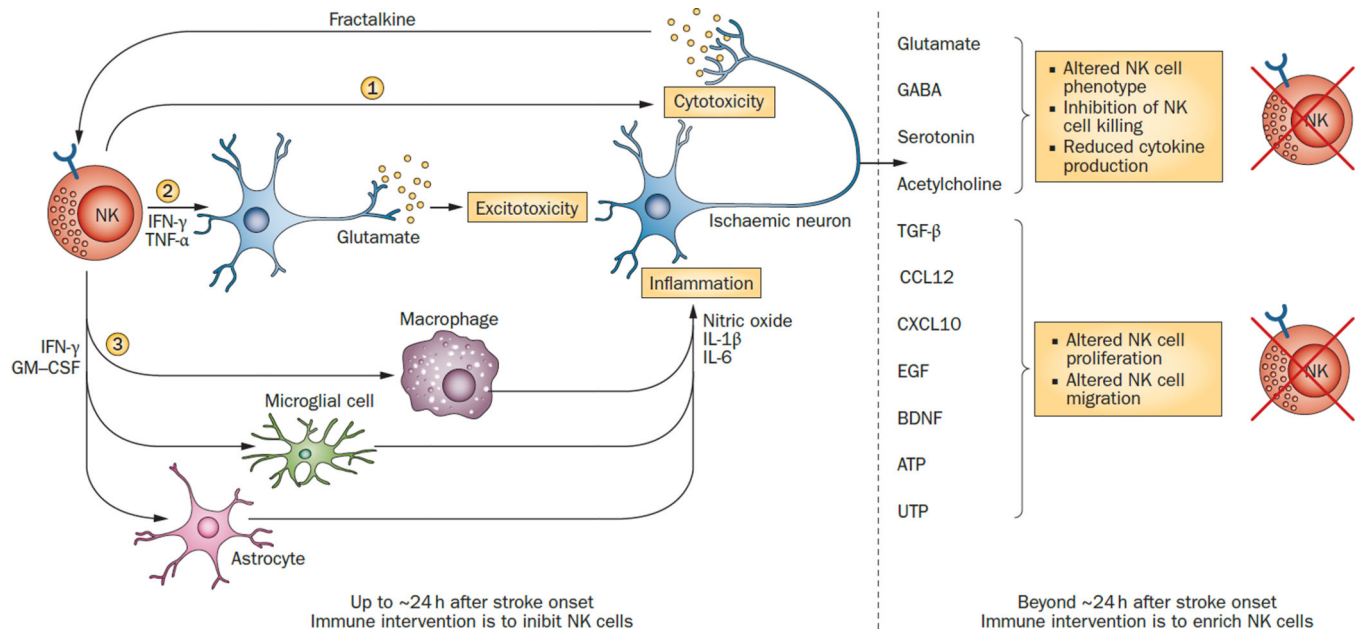 Fractalkine
1
Cytotoxicity
NK
2
IFN-γ
TNF-α
Glutamate
Excitotoxicity
Ischaemic neuron
Inflammation
Nitric oxide
IL-1β
IL-6
3
IFN-γ
GM–CSF
Macrophage
Microglial cell
Astrocyte
Up to ~24 h after stroke onset
Immune intervention is to inibit NK cells
Glutamate
GABA
Serotonin
Acetylcholine
▪ Altered NK cell
phenotype
▪ Inhibition of NK
cell killing
▪ Reduced cytokine
production
NK
TGF-β
CCL12
CXCL10
EGF
BDNF
ATP
UTP
▪ Altered NK cell
proliferation
▪ Altered NK cell
migration
NK
Beyond ~24 h after stroke onset
Immune intervention is to enrich NK cells